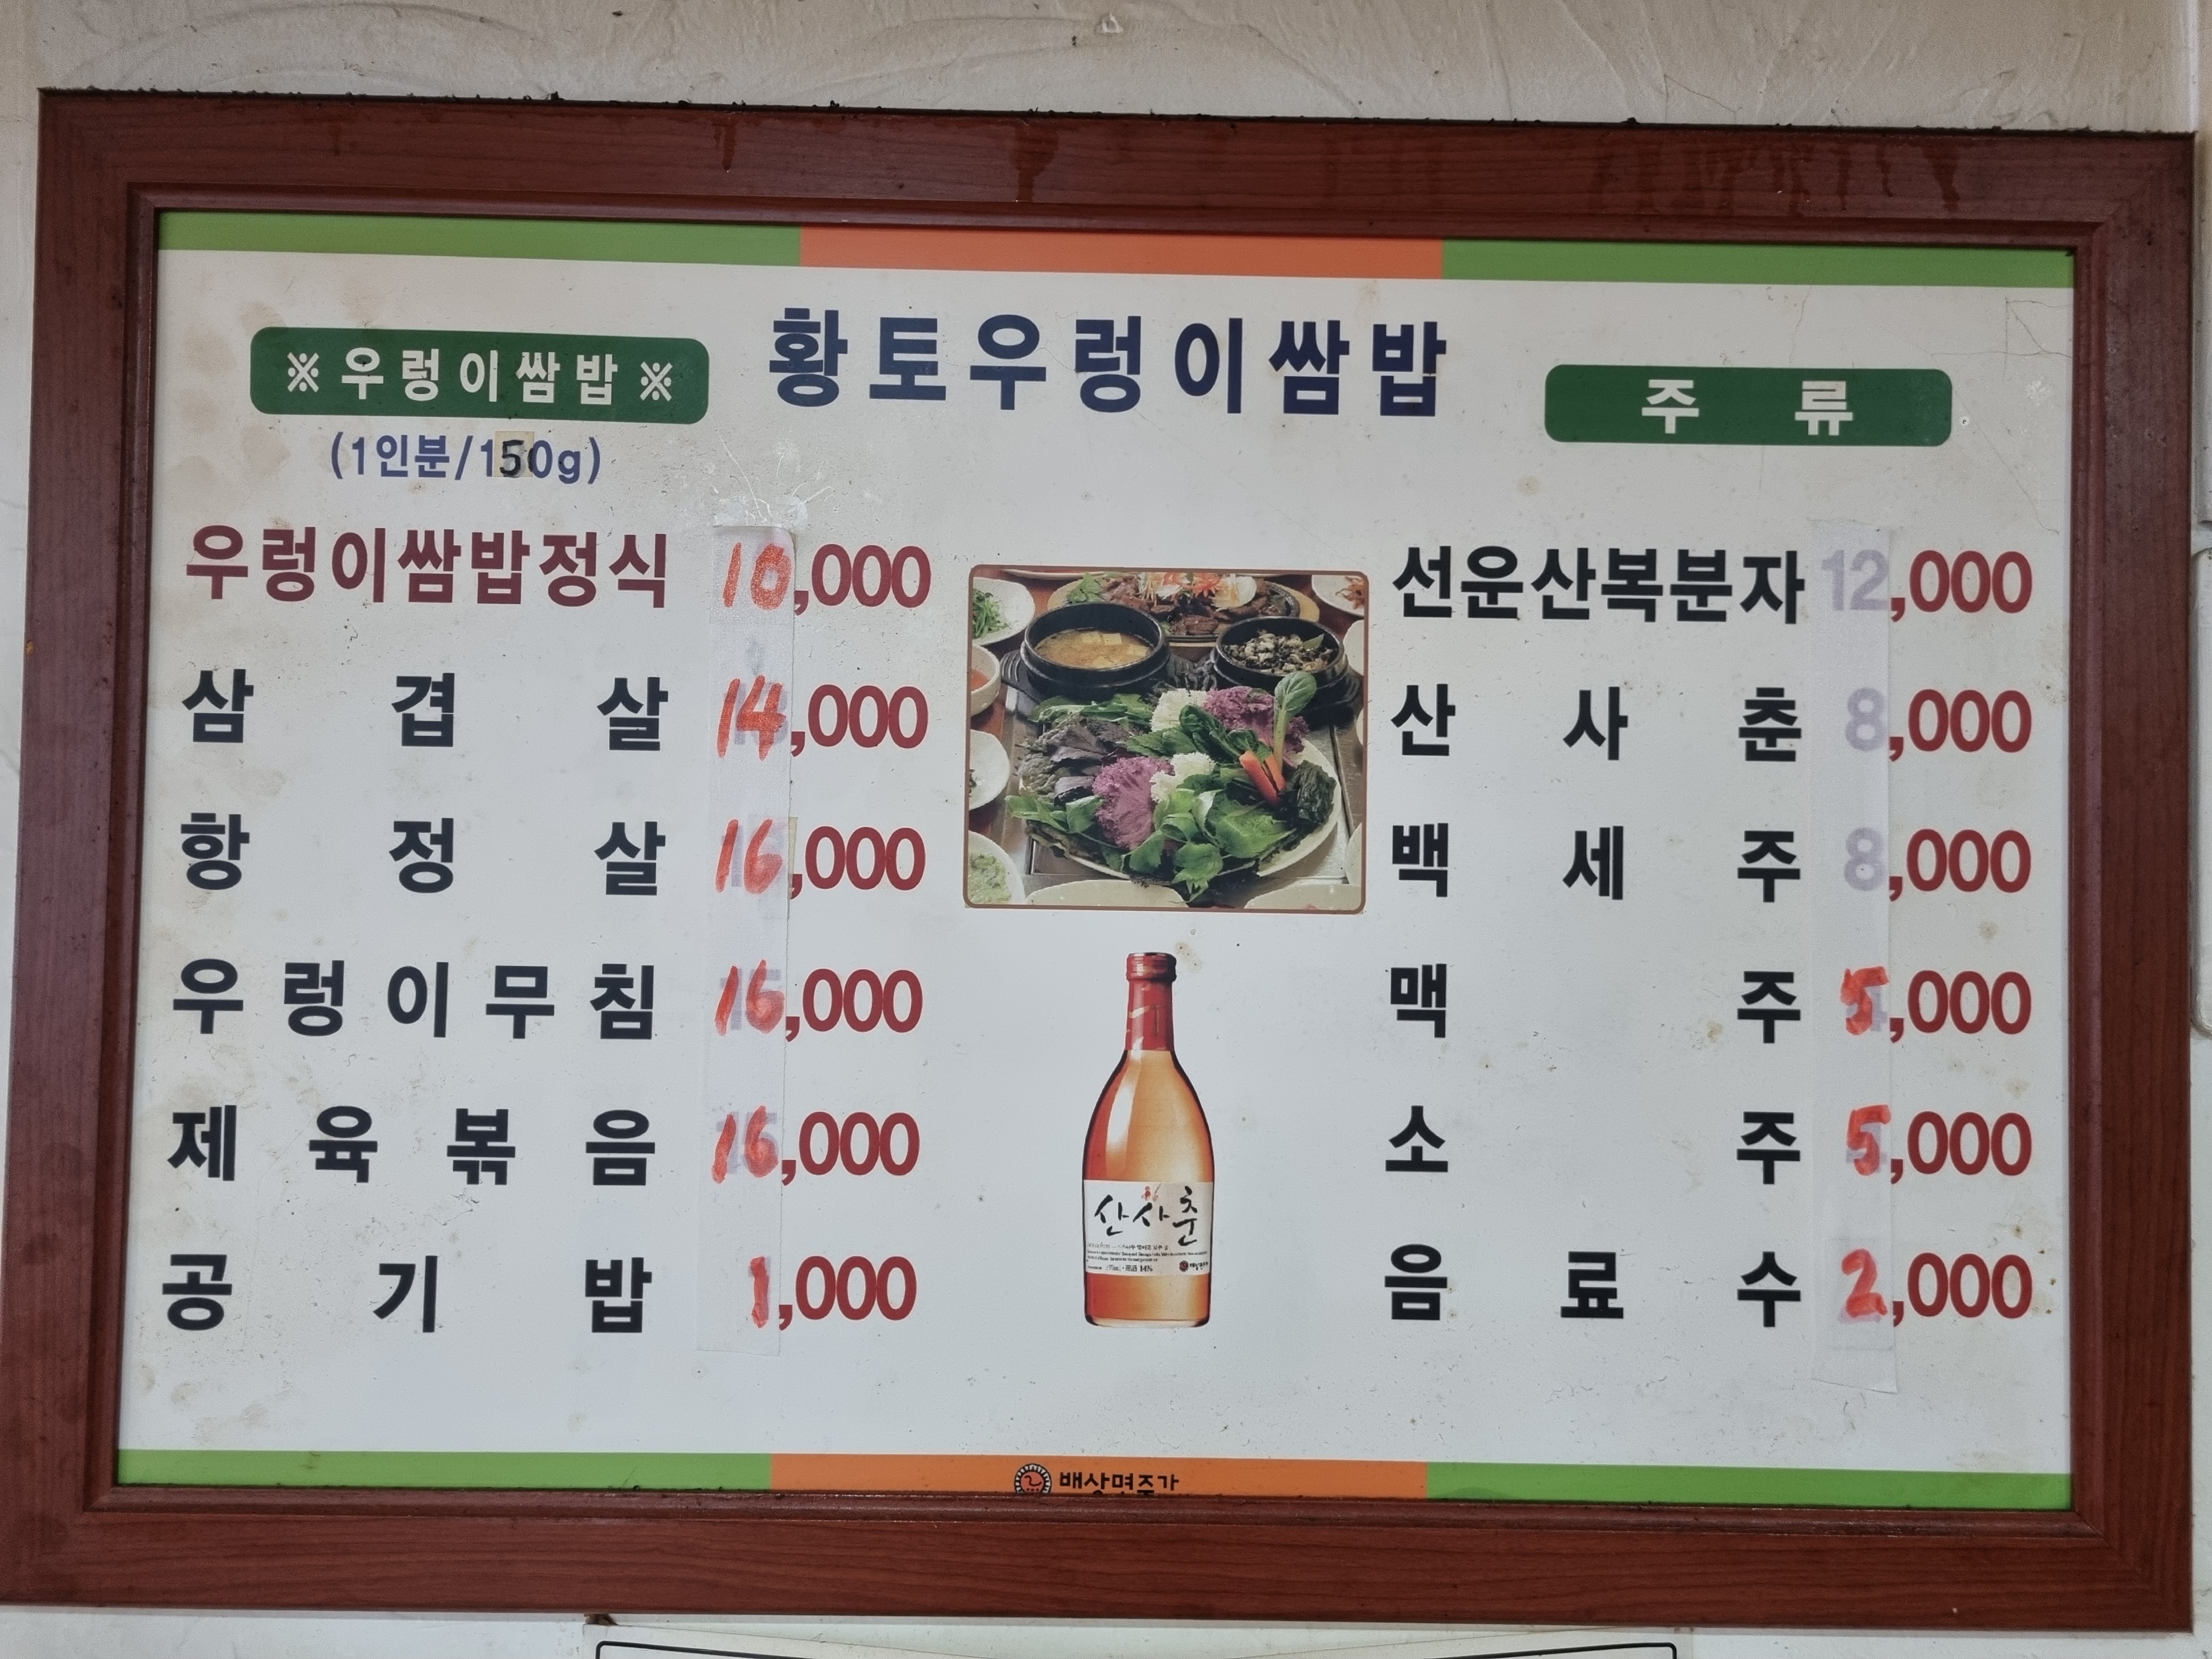 황토우렁이쌈밥
※우렁이쌈밥※
(1인분/150g)
우렁이쌈밥정식 10,000
삼겹살 14,000
항정살 16,000
우렁이무침 16,000
제육볶음 16,000
공기밥 1,000
주류
선운산복분자 12,000
산사춘 8,000
백세주 8,000
맥주 5,000
소주 5,000
음료수 2,000
산사춘
배상면주가